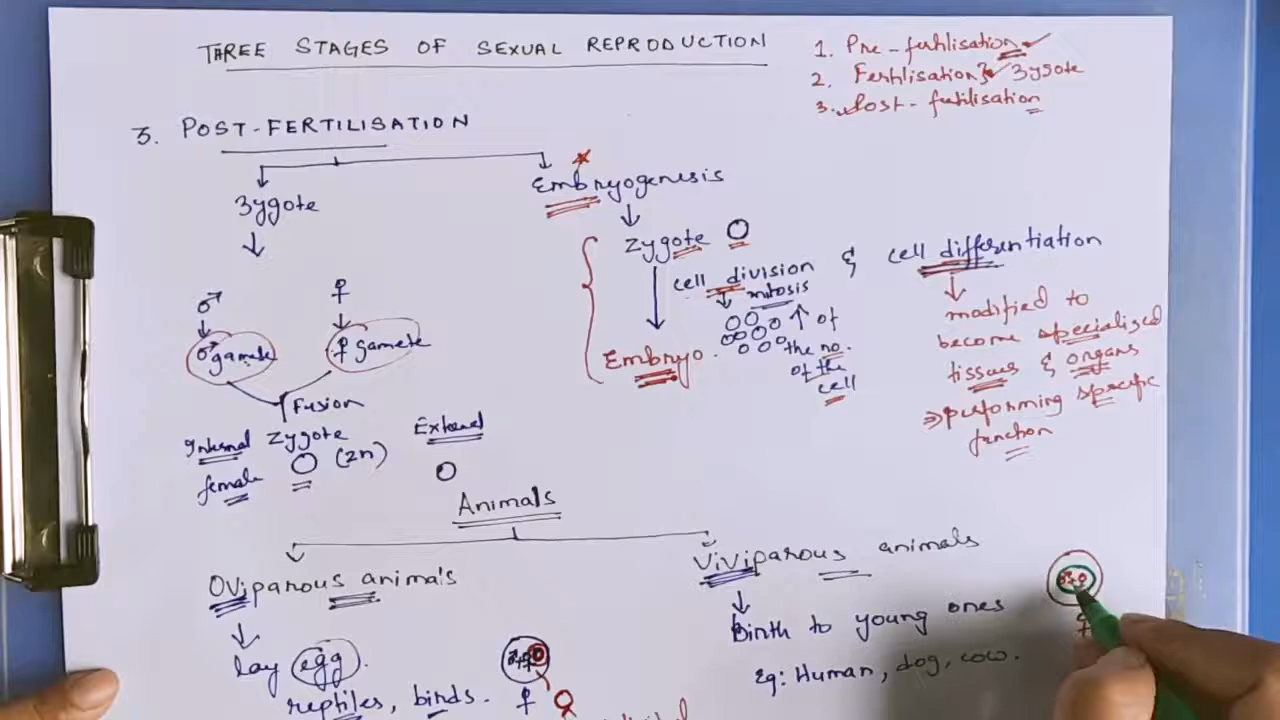 THREE STAGES OF SEXUAL REPRODUCTION
1. Pre-fertilisation ✓
2. Fertilisation} ✓ Zygote
3. Post-fertilisation
3. POST-FERTILISATION
Zygote
Embryogenesis
Zygote
cell division & cell differentiation
mitosis
↑ of
the no.
of the
cell
Embryo.
modified to
become specialised
tissues & organs
⇒ performing specific
function
♂
♀
♂ gamete
♀ gamete
Fusion
Internal Zygote
female (2n)
External
Animals
Oviparous animals
lay egg.
reptiles, birds.
♀
♀
Viviparous animals
Birth to young ones
Eg: Human, dog, cow.
♀